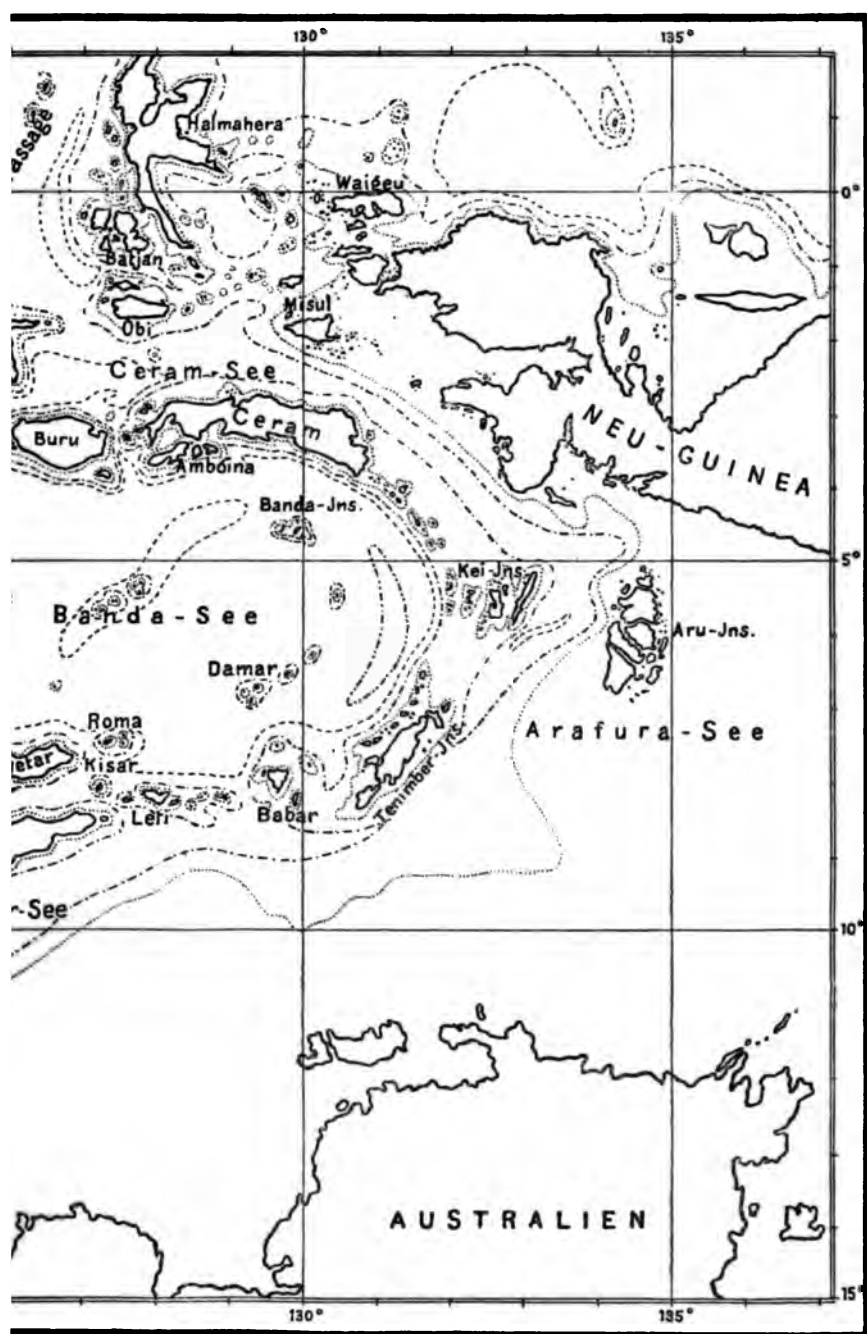 130°
135°
Halmahera
assage
Waigeu
0°
Batjan
Obi
Misul
Ceram-See
Ceram
Buru
Amboina
NEU-GUINEA
Banda-Jns.
5°
Kei-Jns.
Banda-See
Aru-Jns.
Damar
Roma
Arafura-See
etar
Kisar
Tenimber-Jns.
Leti
Babar
-See
10°
AUSTRALIEN
15°
130°
135°